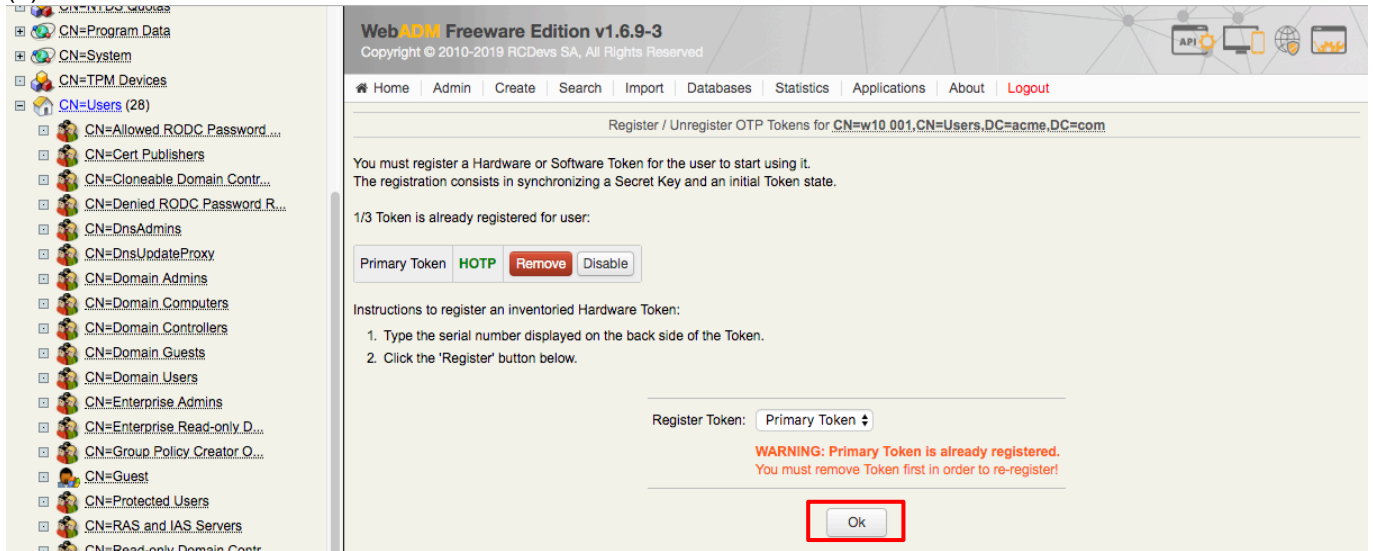 CN=NTDS Quotas
CN=Program Data
CN=System
CN=TPM Devices
CN=Users (28)
CN=Allowed RODC Password ...
CN=Cert Publishers
CN=Cloneable Domain Contr...
CN=Denied RODC Password R...
CN=DnsAdmins
CN=DnsUpdateProxy
CN=Domain Admins
CN=Domain Computers
CN=Domain Controllers
CN=Domain Guests
CN=Domain Users
CN=Enterprise Admins
CN=Enterprise Read-only D...
CN=Group Policy Creator O...
CN=Guest
CN=Protected Users
CN=RAS and IAS Servers
CN=Read-only Domain Contr
WebADM Freeware Edition v1.6.9-3
Copyright © 2010-2019 RCDevs SA, All Rights Reserved
API
Home Admin Create Search Import Databases Statistics Applications About Logout
Register / Unregister OTP Tokens for CN=w10 001,CN=Users,DC=acme,DC=com
You must register a Hardware or Software Token for the user to start using it.
The registration consists in synchronizing a Secret Key and an initial Token state.
1/3 Token is already registered for user:
Primary Token HOTP Remove Disable
Instructions to register an inventoried Hardware Token:
1. Type the serial number displayed on the back side of the Token.
2. Click the 'Register' button below.
Register Token: Primary Token
WARNING: Primary Token is already registered.
You must remove Token first in order to re-register!
Ok